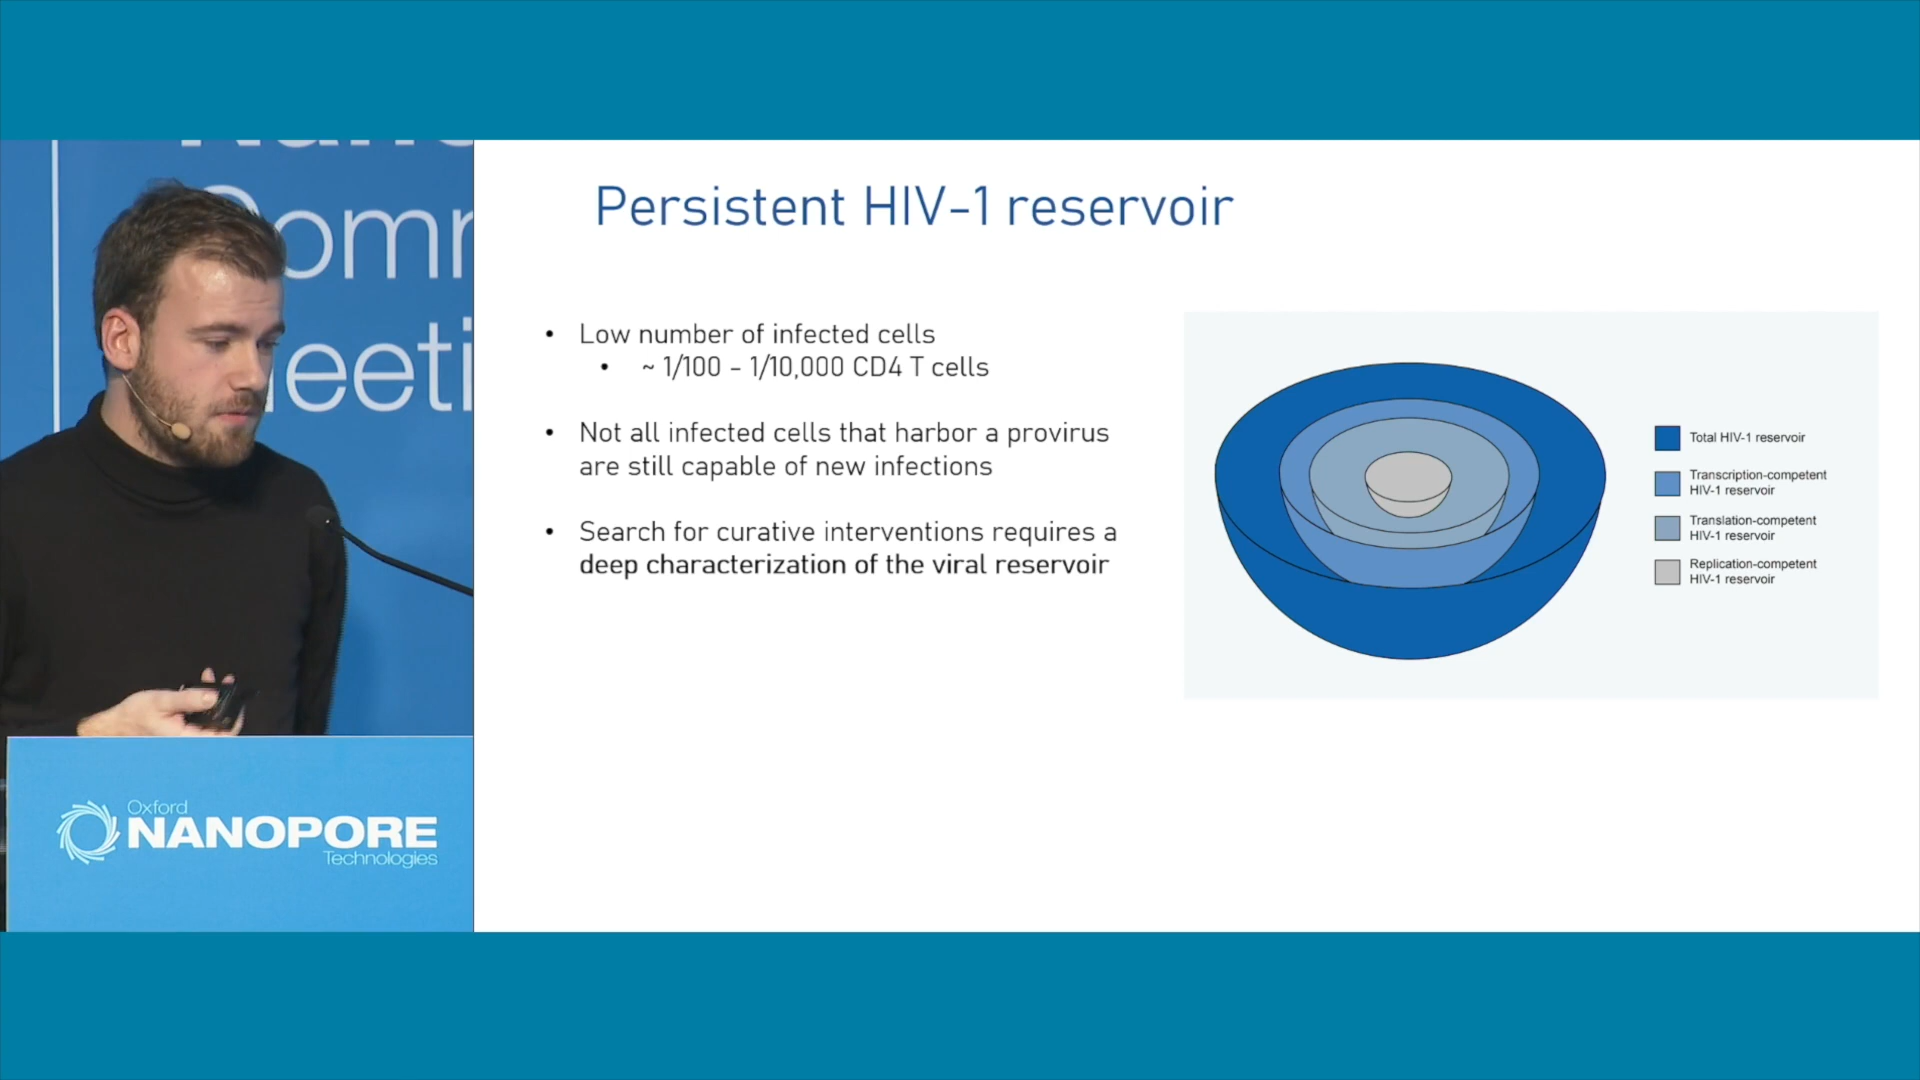 Comm
Meeti
Oxford
NANOPORE
Technologies
Persistent HIV-1 reservoir
• Low number of infected cells
• ~ 1/100 – 1/10,000 CD4 T cells
• Not all infected cells that harbor a provirus
are still capable of new infections
• Search for curative interventions requires a
deep characterization of the viral reservoir
Total HIV-1 reservoir
Transcription-competent
HIV-1 reservoir
Translation-competent
HIV-1 reservoir
Replication-competent
HIV-1 reservoir